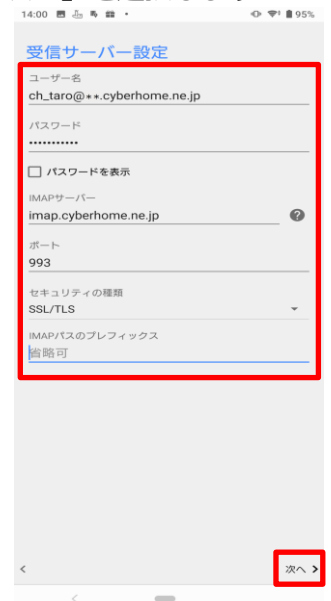 14:00 95%
受信サーバー設定
ユーザー名
ch_taro@**.cyberhome.ne.jp
パスワード
•••••••••••
パスワードを表示
IMAPサーバー
imap.cyberhome.ne.jp
ポート
993
セキュリティの種類
SSL/TLS
IMAPパスのプレフィックス
省略可
次へ